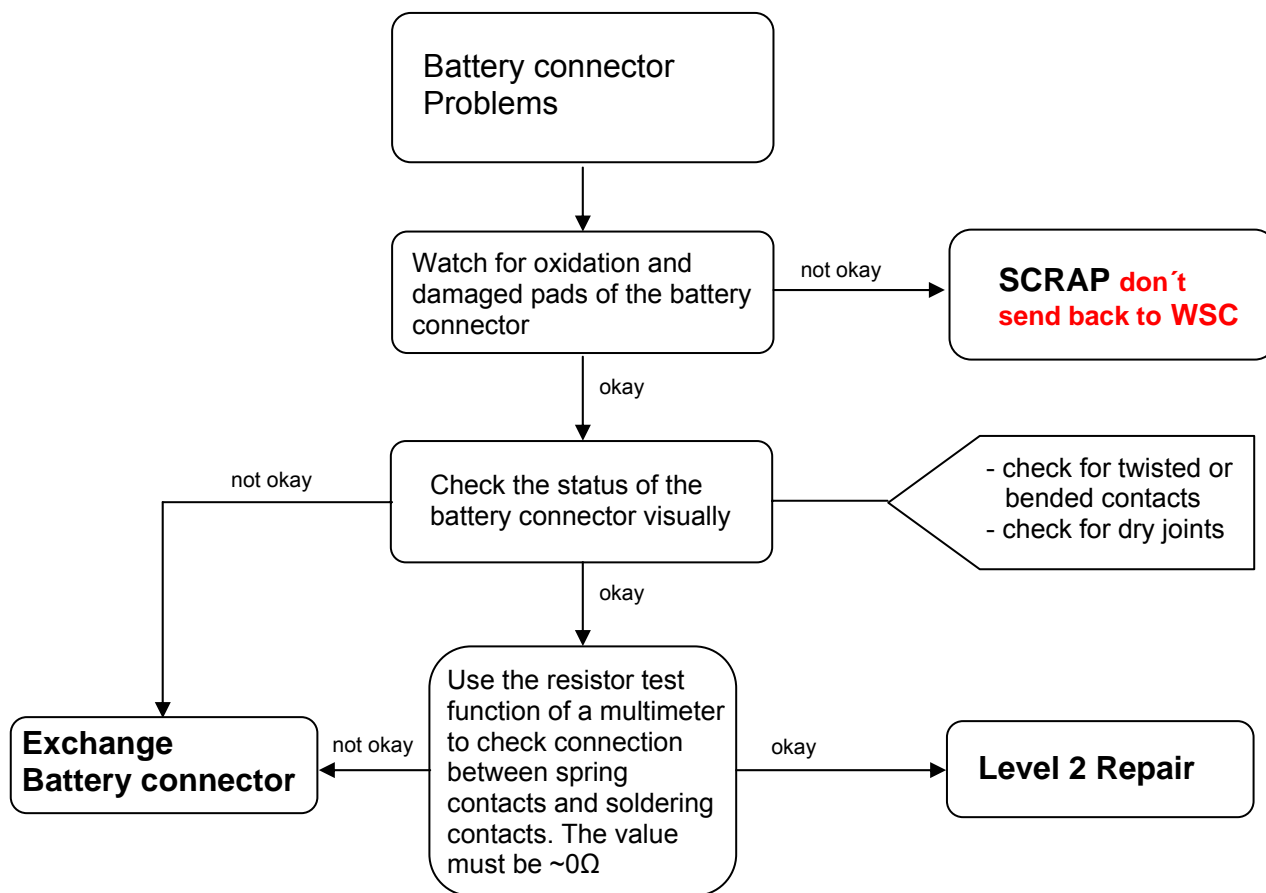 Battery connector
Problems
Watch for oxidation and
damaged pads of the battery
connector
not okay
SCRAP don´t
send back to WSC
okay
not okay
Check the status of the
battery connector visually
- check for twisted or
bended contacts
- check for dry joints
okay
Exchange
Battery connector
not okay
Use the resistor test
function of a multimeter
to check connection
between spring
contacts and soldering
contacts. The value
must be ~0Ω
okay
Level 2 Repair